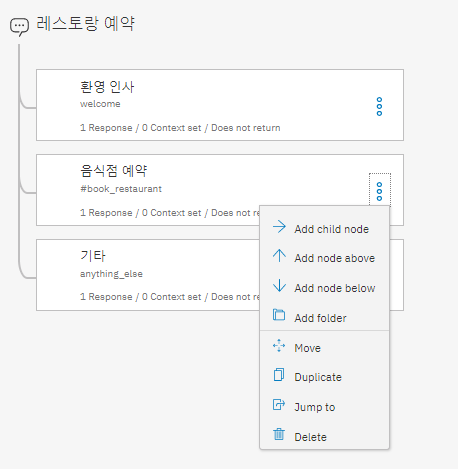 레스토랑 예약
환영 인사
welcome
1 Response / 0 Context set / Does not return
음식점 예약
#book_restaurant
1 Response / 0 Context set / Does not re
Add child node
Add node above
기타
anything_else
Add node below
1 Response / 0 Context set / Does not re
Add folder
Move
Duplicate
Jump to
Delete